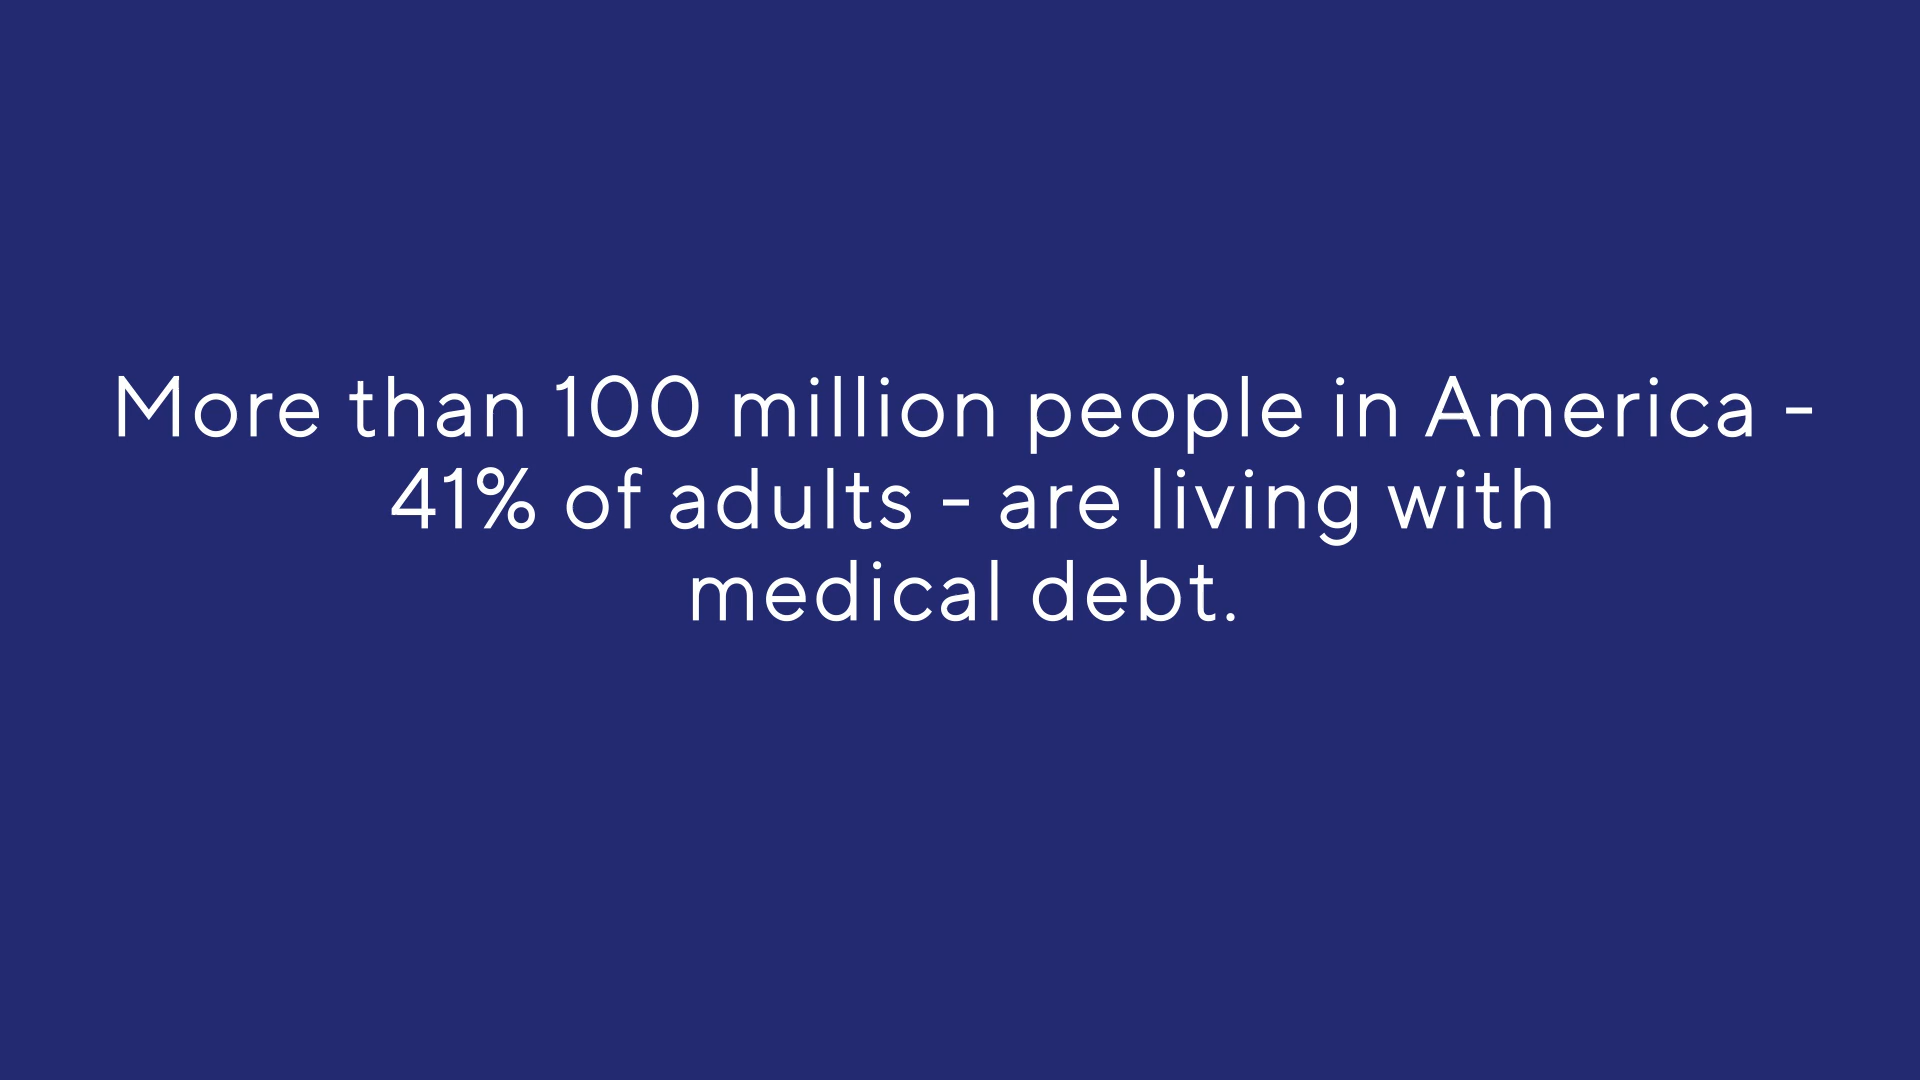 More than 100 million people in America -
41% of adults - are living with
medical debt.